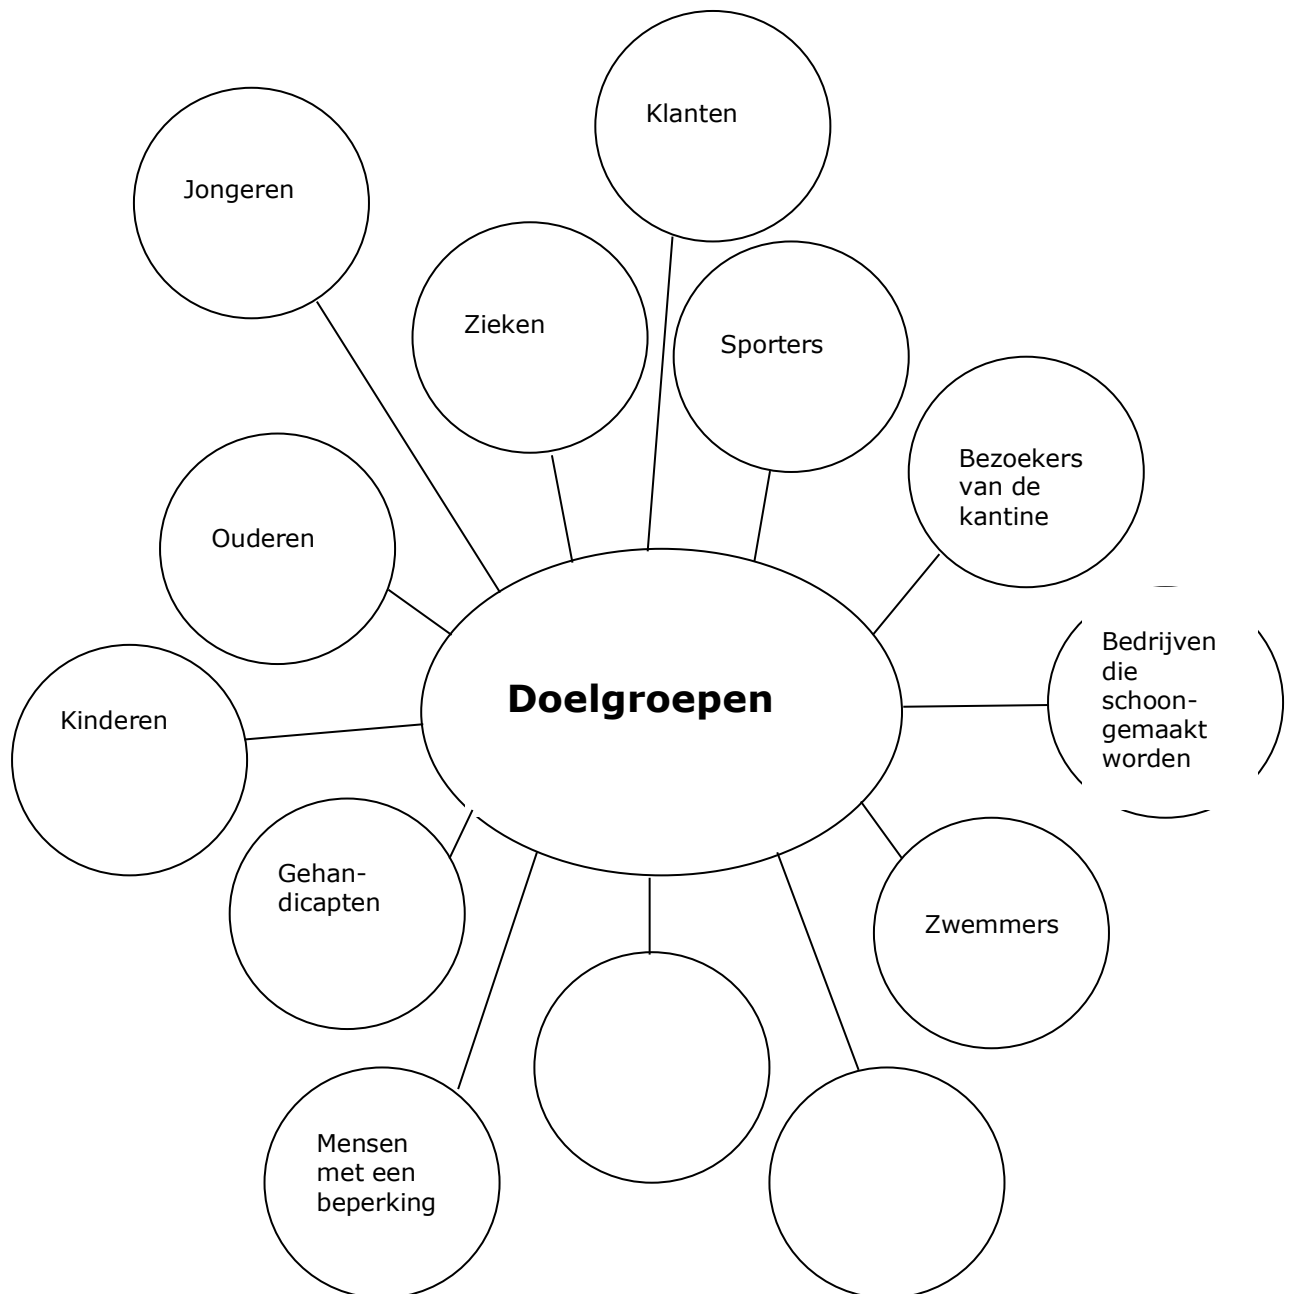 Klanten
Jongeren
Zieken
Sporters
Bezoekers
van de
kantine
Ouderen
Bedrijven
die
schoon-
gemaakt
worden
Doelgroepen
Kinderen
Gehan-
dicapten
Zwemmers
Mensen
met een
beperking